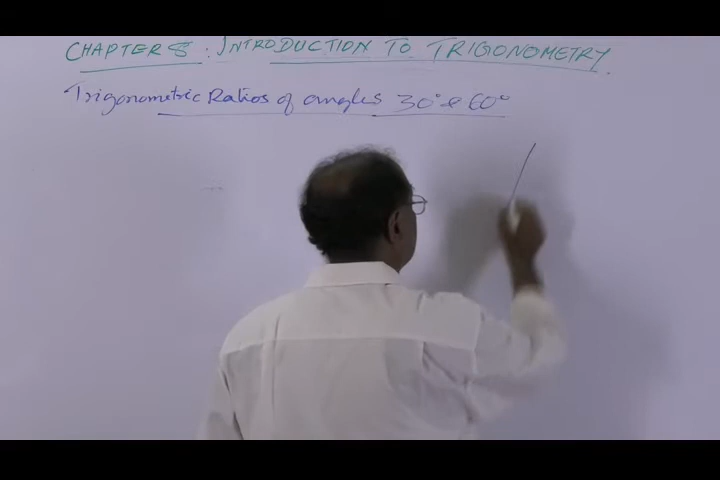 CHAPTER 8 : INTRODUCTION TO TRIGONOMETRY.
Trigonometric Ratios of angles 30° & 60°